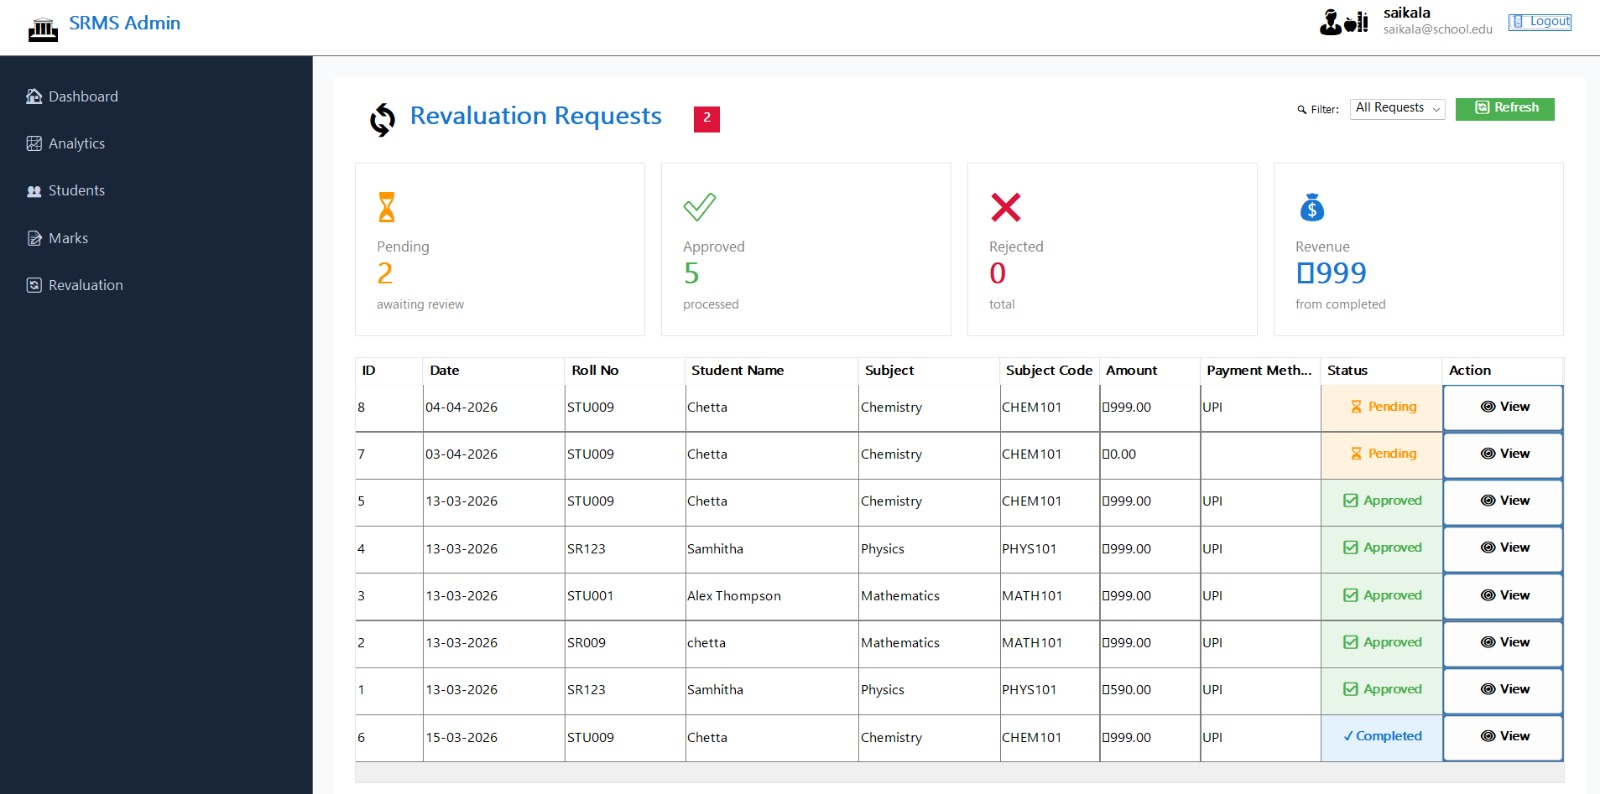 SRMS Admin
saikala
saikala@school.edu
Logout
Dashboard
Analytics
Students
Marks
Revaluation
Revaluation Requests
2
Filter:
All Requests
Refresh
Pending
2
awaiting review
Approved
5
processed
Rejected
0
total
Revenue
▯999
from completed
ID Date Roll No Student Name Subject Subject Code Amount Payment Meth... Status Action
8 04-04-2026 STU009 Chetta Chemistry CHEM101 ▯999.00 UPI Pending View
7 03-04-2026 STU009 Chetta Chemistry CHEM101 ▯0.00 Pending View
5 13-03-2026 STU009 Chetta Chemistry CHEM101 ▯999.00 UPI Approved View
4 13-03-2026 SR123 Samhitha Physics PHYS101 ▯999.00 UPI Approved View
3 13-03-2026 STU001 Alex Thompson Mathematics MATH101 ▯999.00 UPI Approved View
2 13-03-2026 SR009 chetta Mathematics MATH101 ▯999.00 UPI Approved View
1 13-03-2026 SR123 Samhitha Physics PHYS101 ▯590.00 UPI Approved View
6 15-03-2026 STU009 Chetta Chemistry CHEM101 ▯999.00 UPI ✓ Completed View